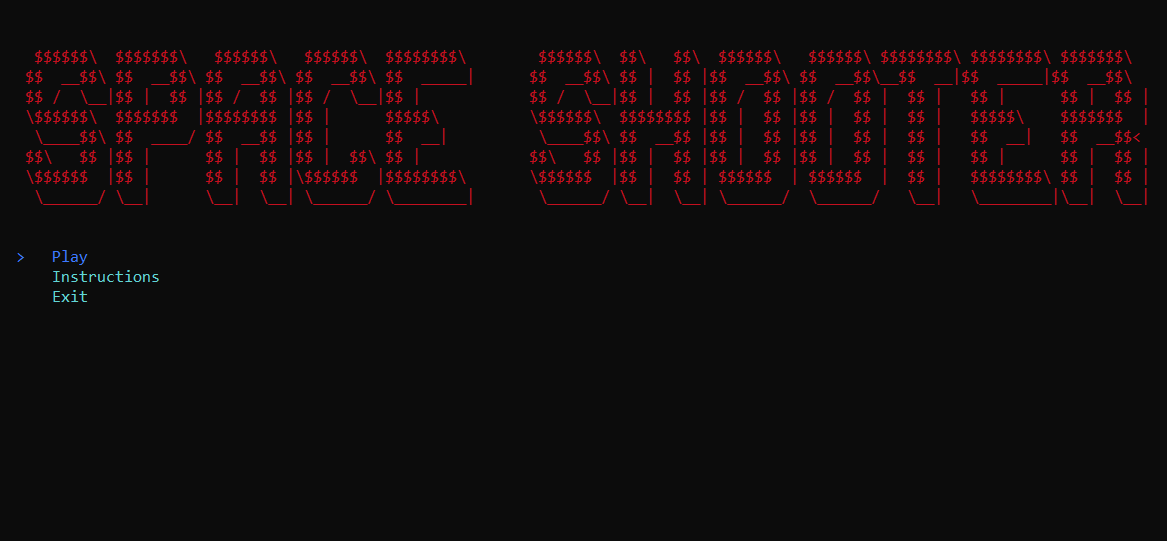 SPACE SHOOTER
> Play
Instructions
Exit